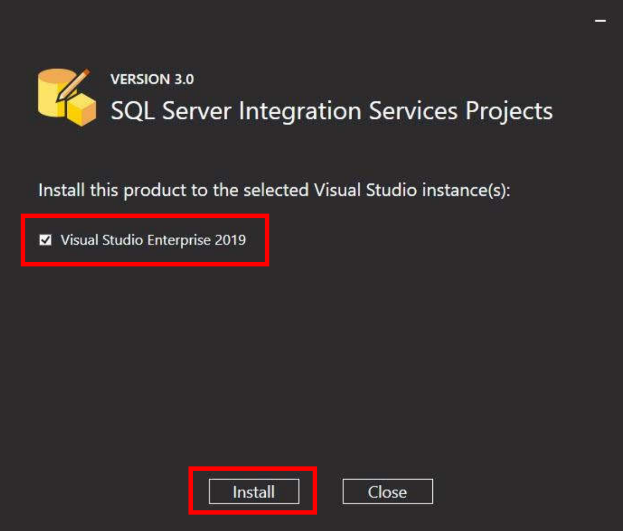 VERSION 3.0
SQL Server Integration Services Projects
Install this product to the selected Visual Studio instance(s):
Visual Studio Enterprise 2019
Install
Close